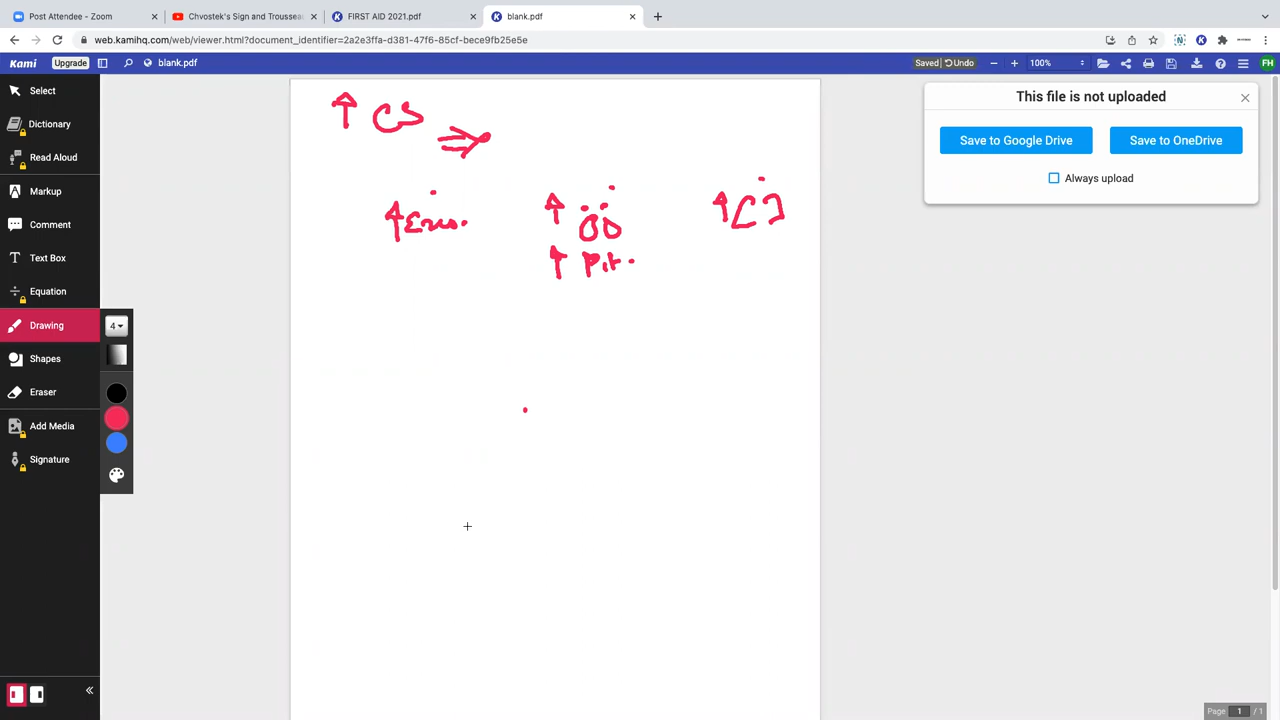 Post Attendee - Zoom
Chvostek's Sign and Trousseau
FIRST AID 2021.pdf
blank.pdf
web.kamihq.com/web/viewer.html?document_identifier=2a2e3ffa-d381-47f6-85cf-bece9fb25e5e
Kami
Upgrade
blank.pdf
Saved
Undo
100%
FH
Select
Dictionary
Read Aloud
Markup
Comment
Text Box
Equation
Drawing
Shapes
Eraser
Add Media
Signature
4
This file is not uploaded
Save to Google Drive
Save to OneDrive
Always upload
↑ CS
↑ [ ]
↑ Pit.
Page 1 / 1